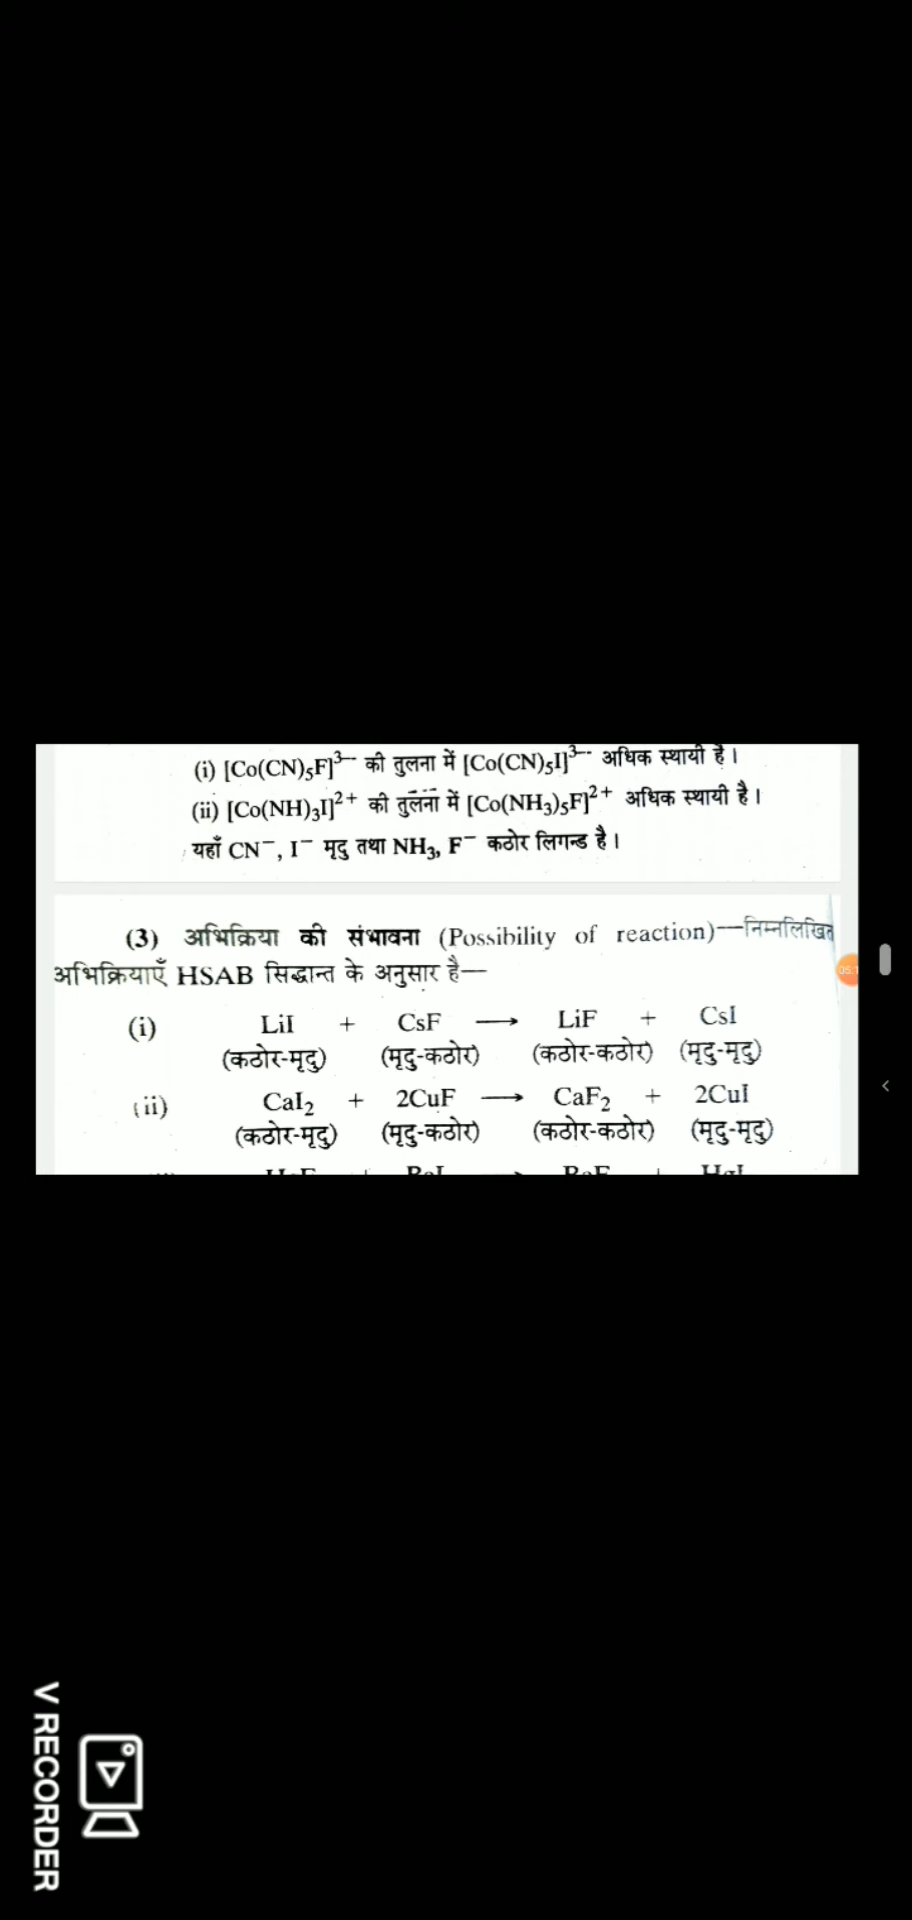 (i) [Co(CN)₅F]³⁻ की तुलना में [Co(CN)₅I]³⁻⁻ अधिक स्थायी है।
(ii) [Co(NH)₃I]²⁺ की तुलना में [Co(NH₃)₅F]²⁺ अधिक स्थायी है।
यहाँ CN⁻, I⁻ मृदु तथा NH₃, F⁻ कठोर लिगन्ड है।
(3) अभिक्रिया की संभावना (Possibility of reaction)—निम्नलिखित
अभिक्रियाएँ HSAB सिद्धान्त के अनुसार है—
(i) LiI + CsF ⟶ LiF + CsI
(कठोर-मृदु) (मृदु-कठोर) (कठोर-कठोर) (मृदु-मृदु)
(ii) CaI₂ + 2CuF ⟶ CaF₂ + 2CuI
(कठोर-मृदु) (मृदु-कठोर) (कठोर-कठोर) (मृदु-मृदु)
V RECORDER